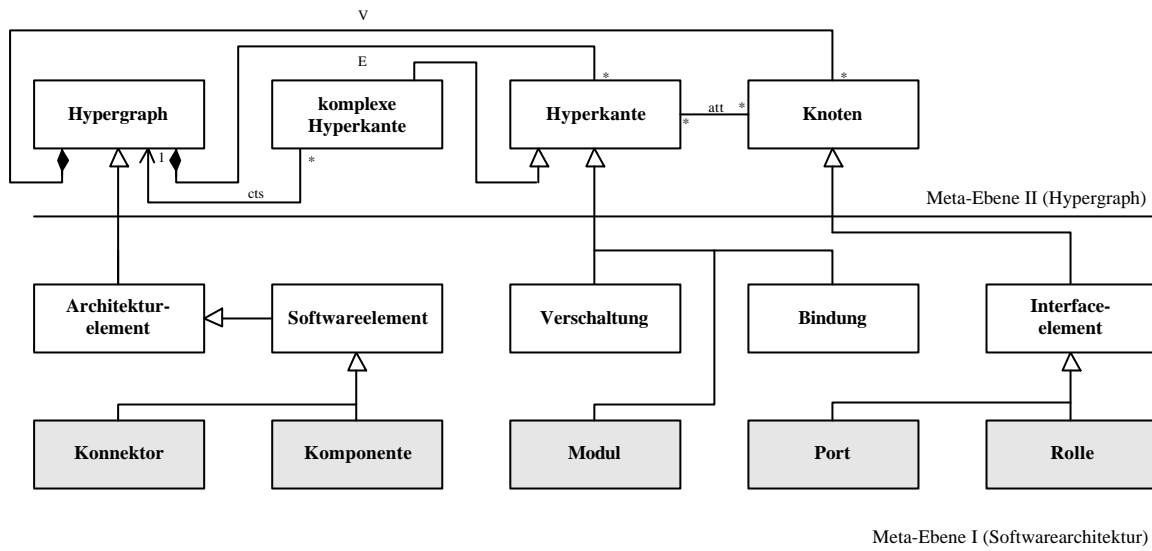 V
E
*
*
Hypergraph
komplexe
Hyperkante
Hyperkante
att
*
*
Knoten
1
*
cts
Meta-Ebene II (Hypergraph)
Architektur-
element
Softwareelement
Verschaltung
Bindung
Interface-
element
Konnektor
Komponente
Modul
Port
Rolle
Meta-Ebene I (Softwarearchitektur)